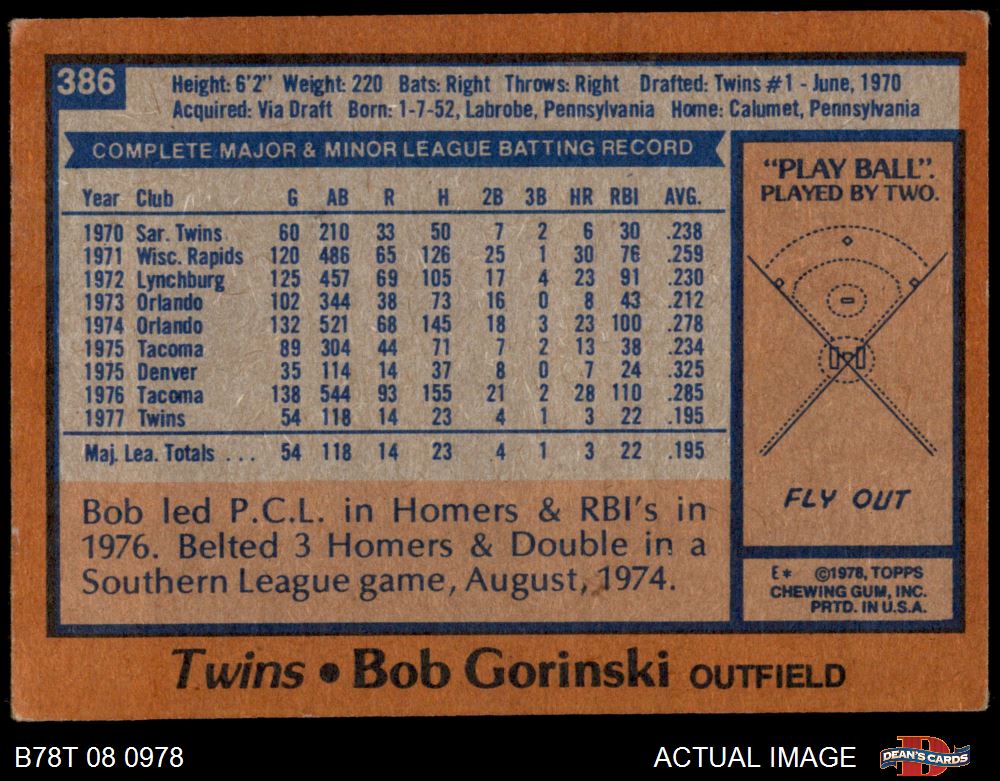 386
Height: 6'2" Weight: 220 Bats: Right Throws: Right Drafted: Twins #1 - June, 1970
Acquired: Via Draft Born: 1-7-52, Labrobe, Pennsylvania Home: Calumet, Pennsylvania
COMPLETE MAJOR & MINOR LEAGUE BATTING RECORD
Year Club G AB R H 2B 3B HR RBI AVG.
1970 Sar. Twins 60 210 33 50 7 2 6 30 .238
1971 Wisc. Rapids 120 486 65 126 25 1 30 76 .259
1972 Lynchburg 125 457 69 105 17 4 23 91 .230
1973 Orlando 102 344 38 73 16 0 8 43 .212
1974 Orlando 132 521 68 145 18 3 23 100 .278
1975 Tacoma 89 304 44 71 7 2 13 38 .234
1975 Denver 35 114 14 37 8 0 7 24 .325
1976 Tacoma 138 544 93 155 21 2 28 110 .285
1977 Twins 54 118 14 23 4 1 3 22 .195
Maj. Lea. Totals ... 54 118 14 23 4 1 3 22 .195
Bob led P.C.L. in Homers & RBI's in
1976. Belted 3 Homers & Double in a
Southern League game, August, 1974.
"PLAY BALL".
PLAYED BY TWO.
FLY OUT
E* ©1978, TOPPS
CHEWING GUM, INC.
PRTD. IN U.S.A.
Twins • Bob Gorinski OUTFIELD
B78T 08 0978
ACTUAL IMAGE
DEAN'S CARDS